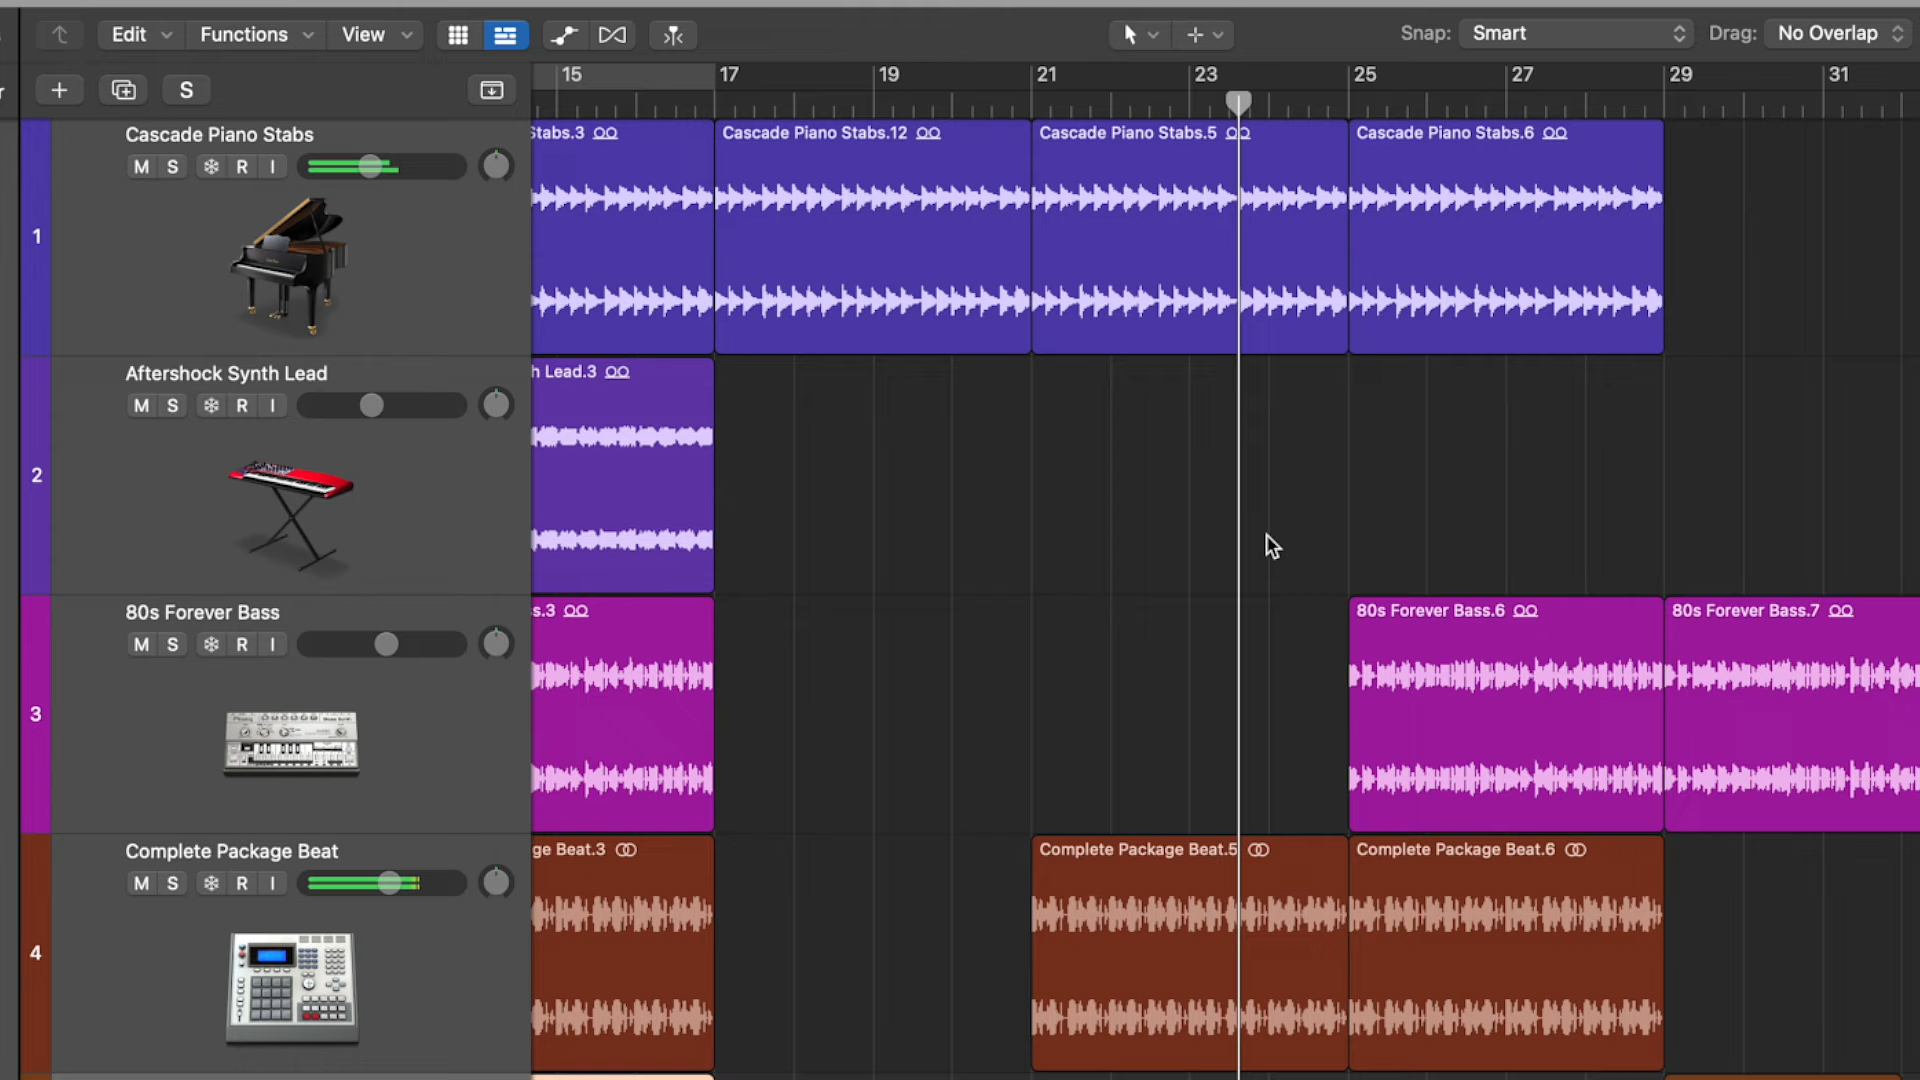 Edit Functions View Snap: Smart Drag: No Overlap
S 15 17 19 21 23 25 27 29 31
Cascade Piano Stabs Stabs.3 Cascade Piano Stabs.12 Cascade Piano Stabs.5 Cascade Piano Stabs.6
M S R I
1
Aftershock Synth Lead h Lead.3
M S R I
2
80s Forever Bass s.3 80s Forever Bass.6 80s Forever Bass.7
M S R I
3
Complete Package Beat ge Beat.3 Complete Package Beat.5 Complete Package Beat.6
M S R I
4